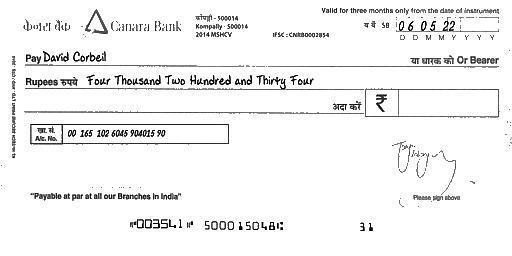 केनरा बैंक Canara Bank
कोंपल्ली - 500014
Kompally - 500014
2014 MSHCV
IFSC : CNRB0002854
Valid for three months only from the date of instrument
SB 06 05 22
D D M M Y Y Y Y
Pay David Corbeil
या धारक को Or Bearer
Rupees रुपये Four Thousand Two Hundred and Thirty Four
अदा करें ₹
खा. सं.
A/c. No.
00 165 102 6045 904015 90
"Payable at par at all our Branches in India"
Please sign above
⑈003541⑈ 500015048⑆ 31